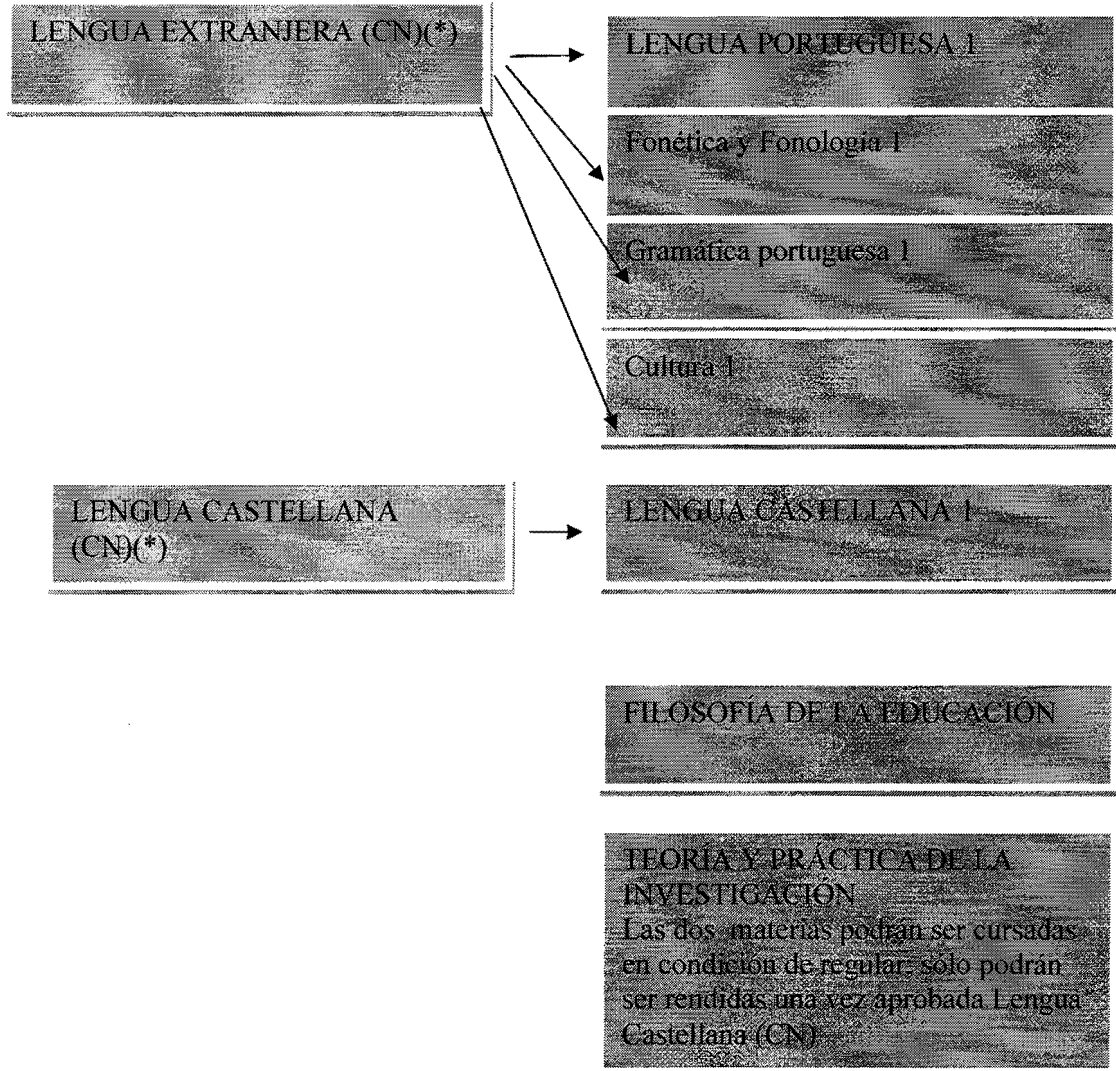 LENGUA EXTRANJERA (CN)(*)
LENGUA PORTUGUESA 1
Fonética y Fonología 1
Gramática portuguesa 1
Cultura 1
LENGUA CASTELLANA
(CN)(*)
LENGUA CASTELLANA 1
FILOSOFÍA DE LA EDUCACIÓN
TEORÍA Y PRÁCTICA DE LA
INVESTIGACIÓN
Las dos materias podrán ser cursadas
en condición de regular; sólo podrán
ser rendidas una vez aprobada Lengua
Castellana (CN)